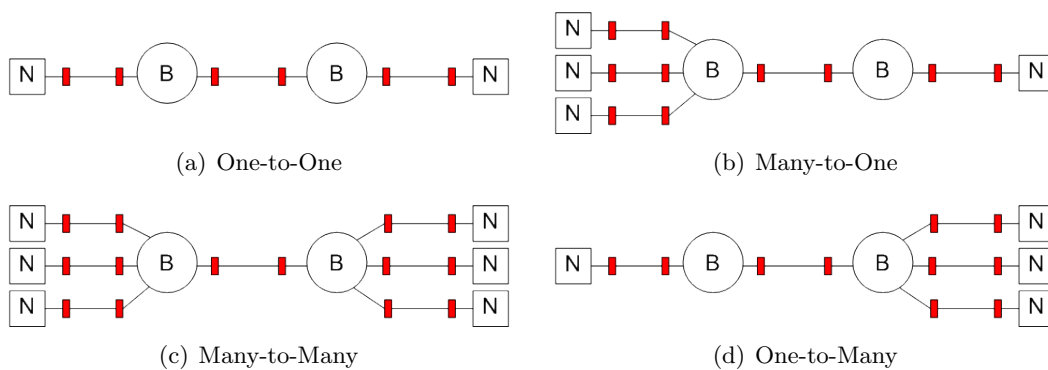 N B B N
(a) One-to-One
N
N B B N
N
(b) Many-to-One
N N
N B B N
N N
(c) Many-to-Many
N
N B B N
N
(d) One-to-Many